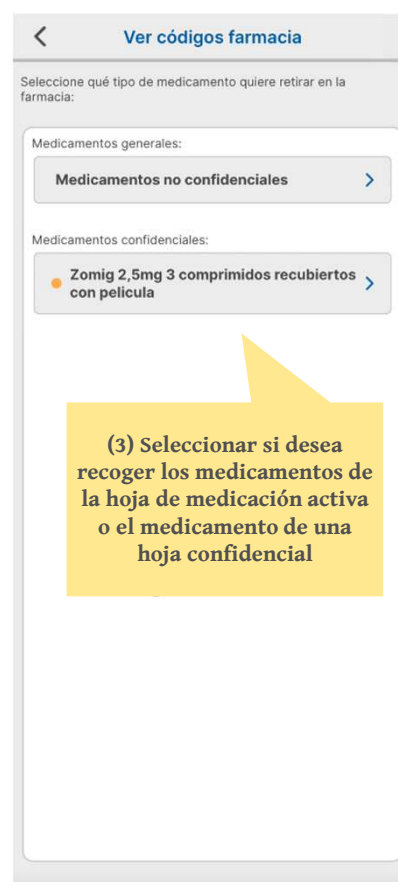 Ver códigos farmacia
Seleccione qué tipo de medicamento quiere retirar en la
farmacia:
Medicamentos generales:
Medicamentos no confidenciales
Medicamentos confidenciales:
Zomig 2,5mg 3 comprimidos recubiertos
con pelicula
(3) Seleccionar si desea
recoger los medicamentos de
la hoja de medicación activa
o el medicamento de una
hoja confidencial